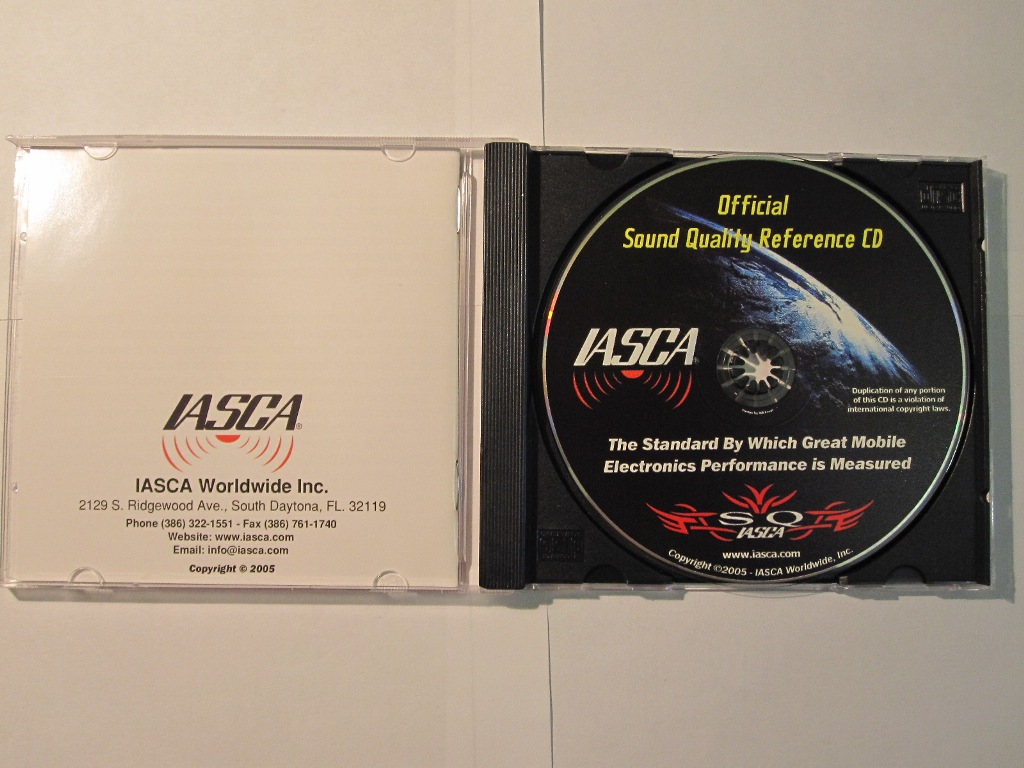 IASCA®
IASCA Worldwide Inc.
2129 S. Ridgewood Ave., South Daytona, FL. 32119
Phone (386) 322-1551 - Fax (386) 761-1740
Website: www.iasca.com
Email: info@iasca.com
Copyright © 2005
Official
Sound Quality Reference CD
IASCA
Duplication of any portion
of this CD is a violation of
international copyright laws.
The Standard By Which Great Mobile
Electronics Performance is Measured
SQ
IASCA
www.iasca.com
Copyright ©2005 - IASCA Worldwide, Inc.